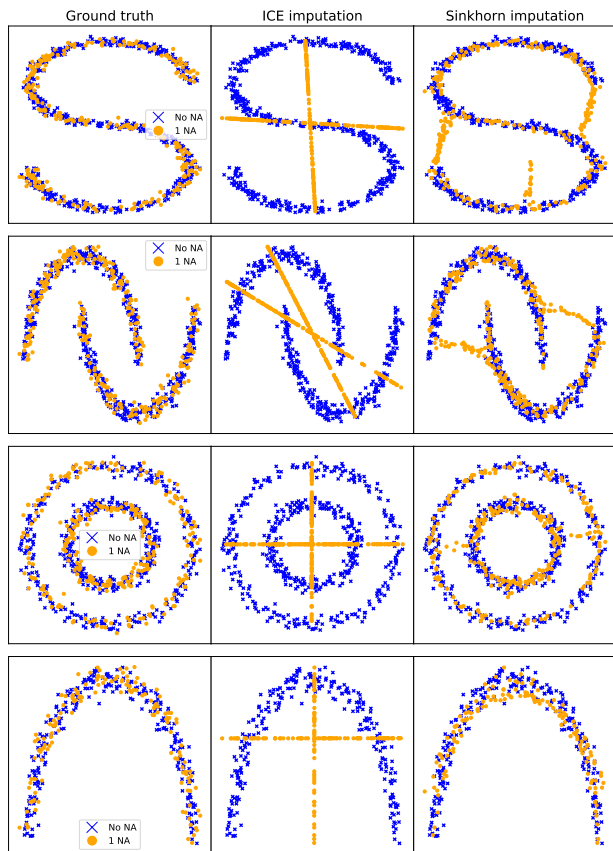 Ground truth
ICE imputation
Sinkhorn imputation
No NA
1 NA
No NA
1 NA
No NA
1 NA
No NA
1 NA